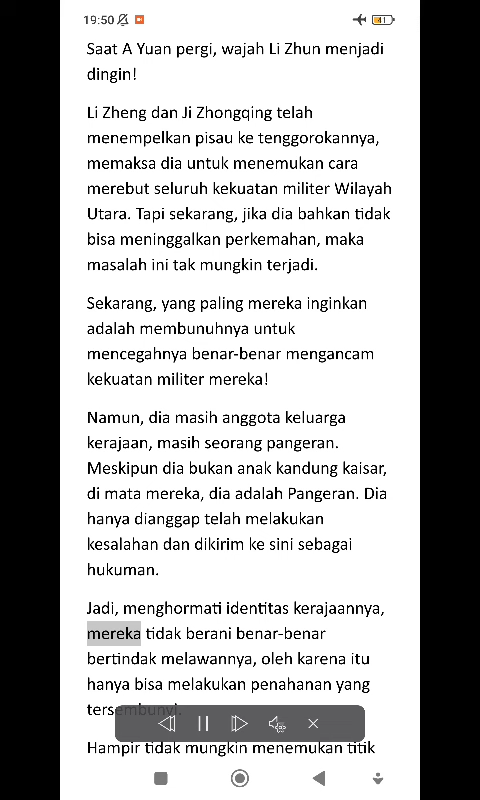 19:50
Saat A Yuan pergi, wajah Li Zhun menjadi
dingin!
Li Zheng dan Ji Zhongqing telah
menempelkan pisau ke tenggorokannya,
memaksa dia untuk menemukan cara
merebut seluruh kekuatan militer Wilayah
Utara. Tapi sekarang, jika dia bahkan tidak
bisa meninggalkan perkemahan, maka
masalah ini tak mungkin terjadi.
Sekarang, yang paling mereka inginkan
adalah membunuhnya untuk
mencegahnya benar-benar mengancam
kekuatan militer mereka!
Namun, dia masih anggota keluarga
kerajaan, masih seorang pangeran.
Meskipun dia bukan anak kandung kaisar,
di mata mereka, dia adalah Pangeran. Dia
hanya dianggap telah melakukan
kesalahan dan dikirim ke sini sebagai
hukuman.
Jadi, menghormati identitas kerajaannya,
mereka tidak berani benar-benar
bertindak melawannya, oleh karena itu
hanya bisa melakukan penahanan yang
tersembunyi.
Hampir tidak mungkin menemukan titik